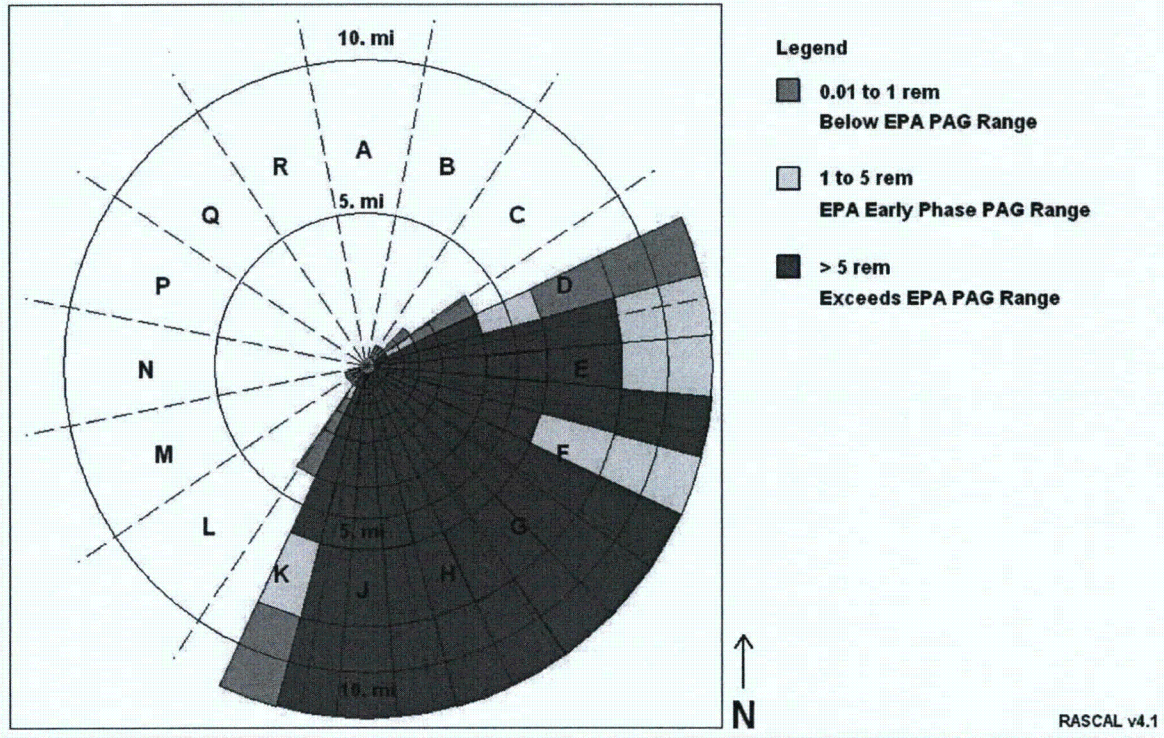 10. mi
A
B
R
5. mi
C
Q
D
P
N
E
M
F
L
G
5. mi
K
H
J
10. mi
Legend
0.01 to 1 rem
Below EPA PAG Range
1 to 5 rem
EPA Early Phase PAG Range
> 5 rem
Exceeds EPA PAG Range
N
RASCAL v4.1